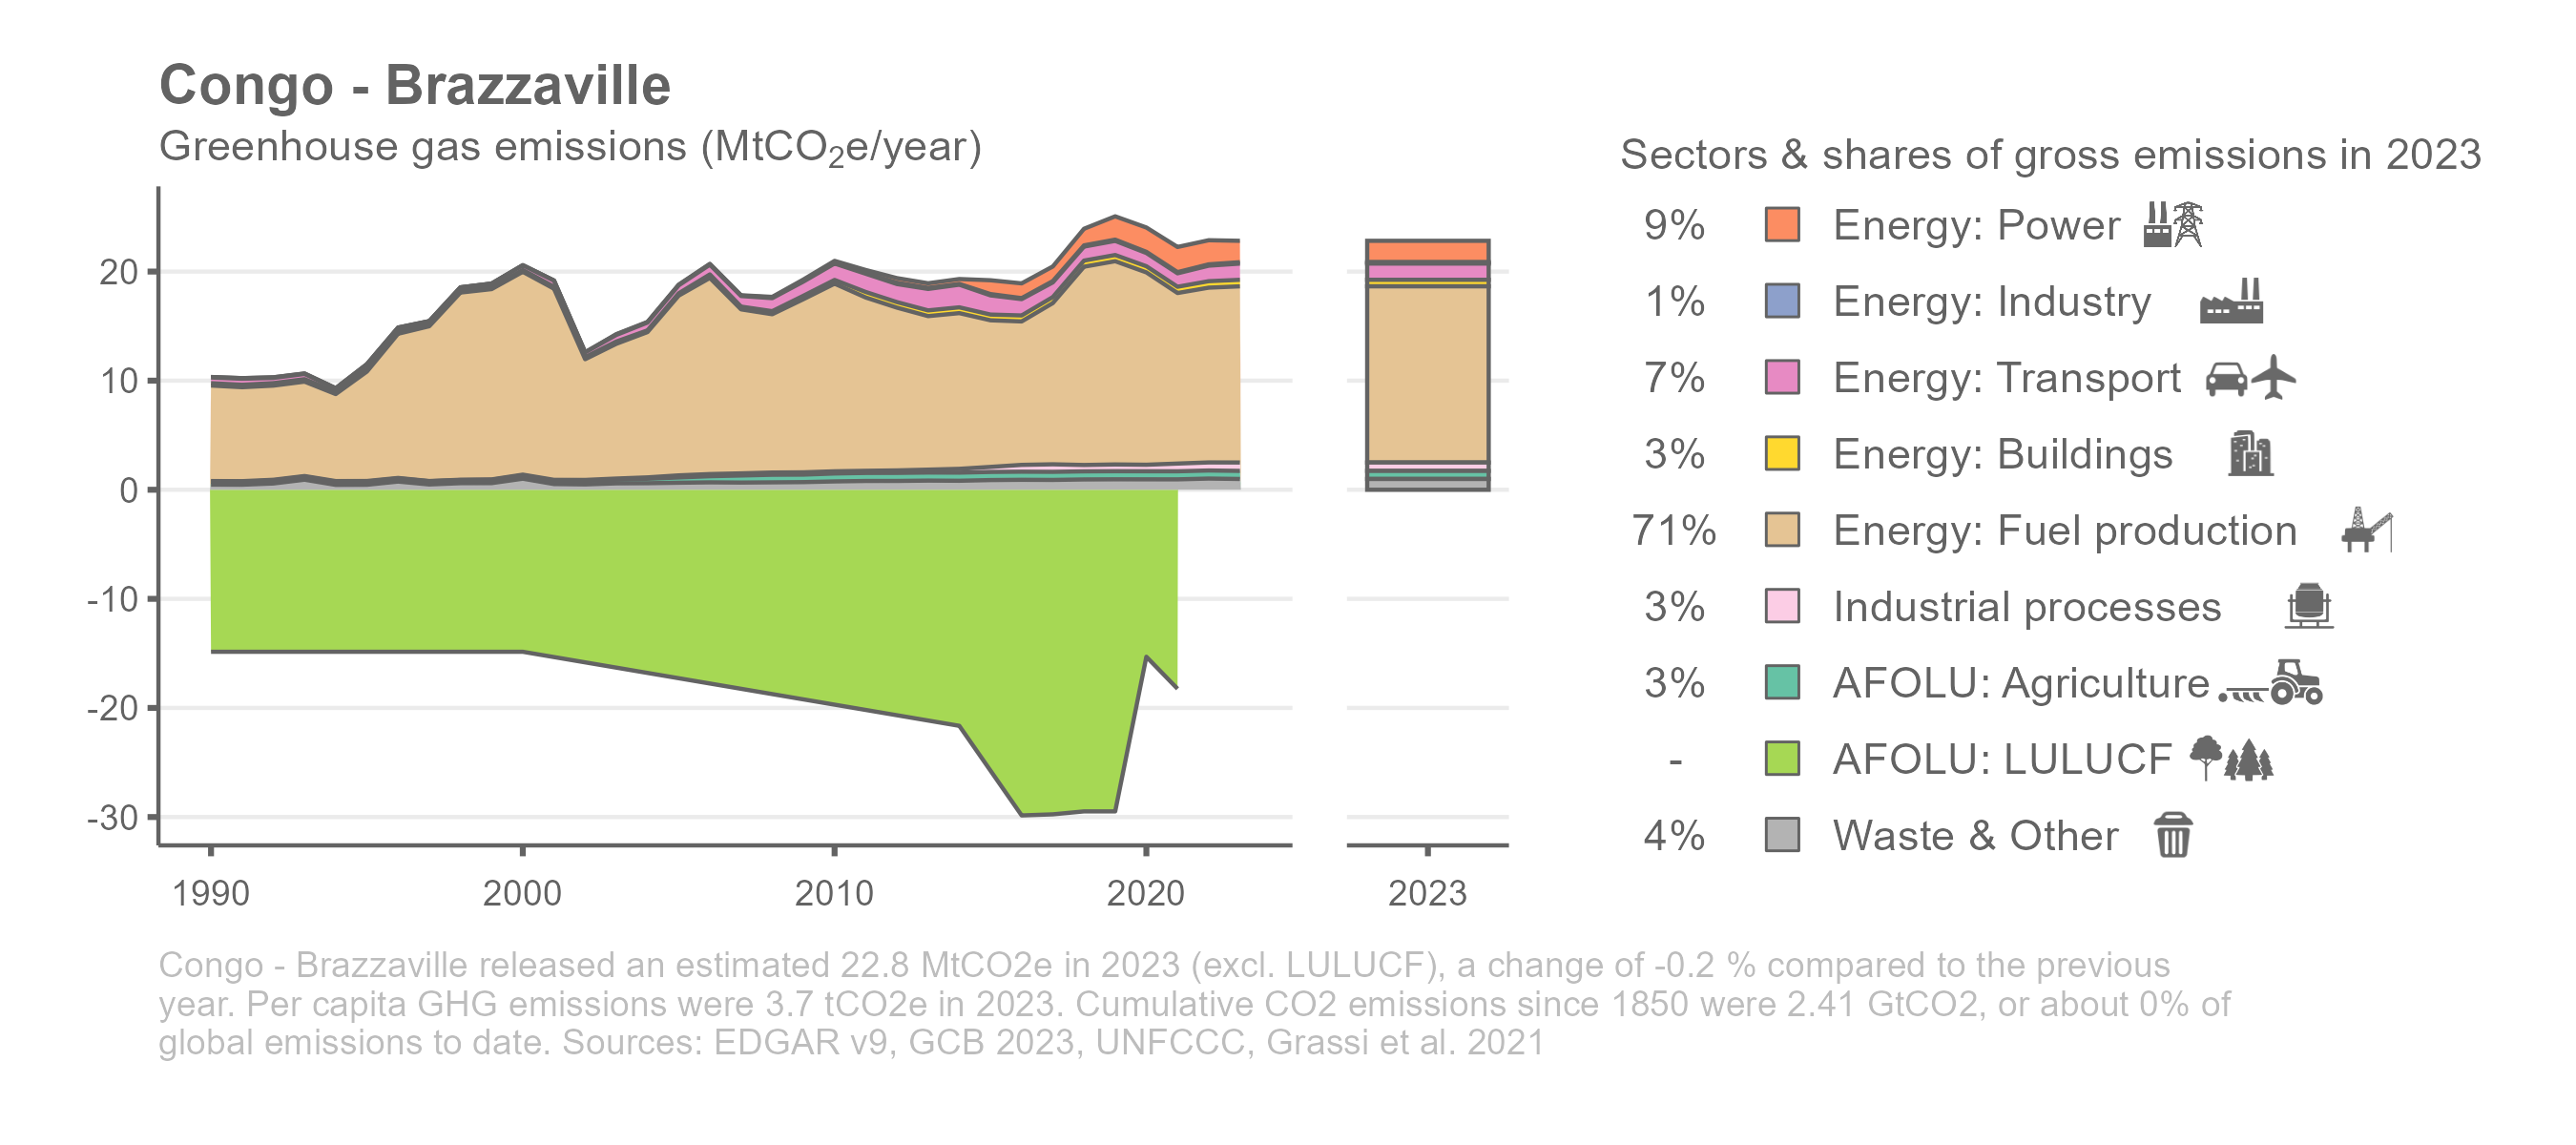 Congo - Brazzaville
Greenhouse gas emissions (MtCO₂e/year)
Sectors & shares of gross emissions in 2023
9% Energy: Power
1% Energy: Industry
7% Energy: Transport
3% Energy: Buildings
71% Energy: Fuel production
3% Industrial processes
3% AFOLU: Agriculture
- AFOLU: LULUCF
4% Waste & Other
20
10
0
-10
-20
-30
1990 2000 2010 2020 2023
Congo - Brazzaville released an estimated 22.8 MtCO2e in 2023 (excl. LULUCF), a change of -0.2 % compared to the previous
year. Per capita GHG emissions were 3.7 tCO2e in 2023. Cumulative CO2 emissions since 1850 were 2.41 GtCO2, or about 0% of
global emissions to date. Sources: EDGAR v9, GCB 2023, UNFCCC, Grassi et al. 2021